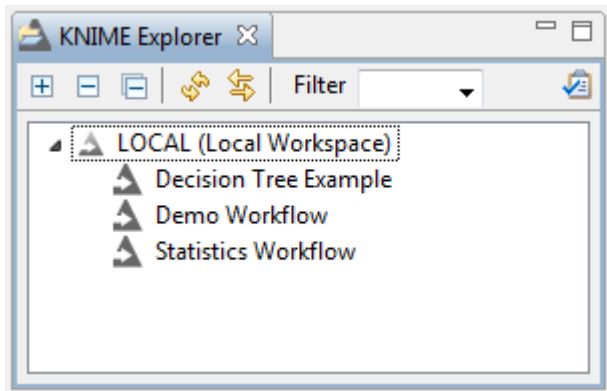 KNIME Explorer
Filter
LOCAL (Local Workspace)
Decision Tree Example
Demo Workflow
Statistics Workflow